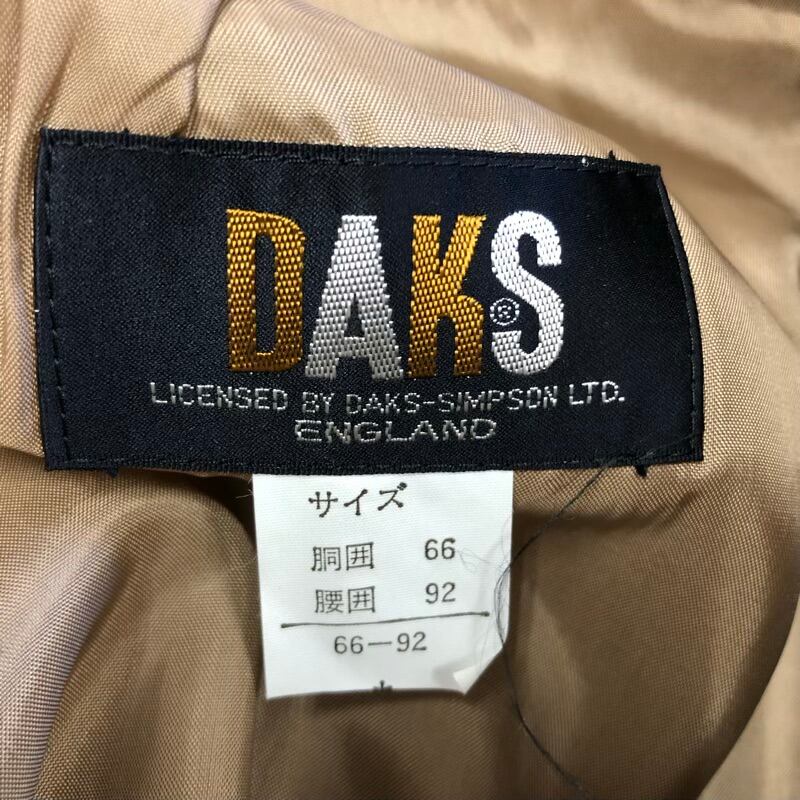 DAKS®
LICENSED BY DAKS-SIMPSON LTD.
ENGLAND
サイズ
胴囲 66
腰囲 92
66-92